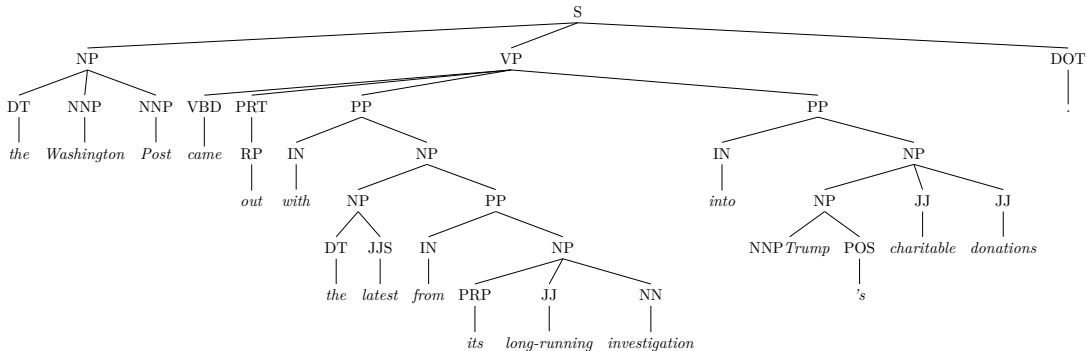 S
NP VP DOT
DT NNP NNP VBD PRT PP PP .
the Washington Post came RP IN NP IN NP
out with NP PP into NP JJ JJ
DT JJS IN NP NNP Trump POS charitable donations
the latest from PRP JJ NN 's
its long-running investigation